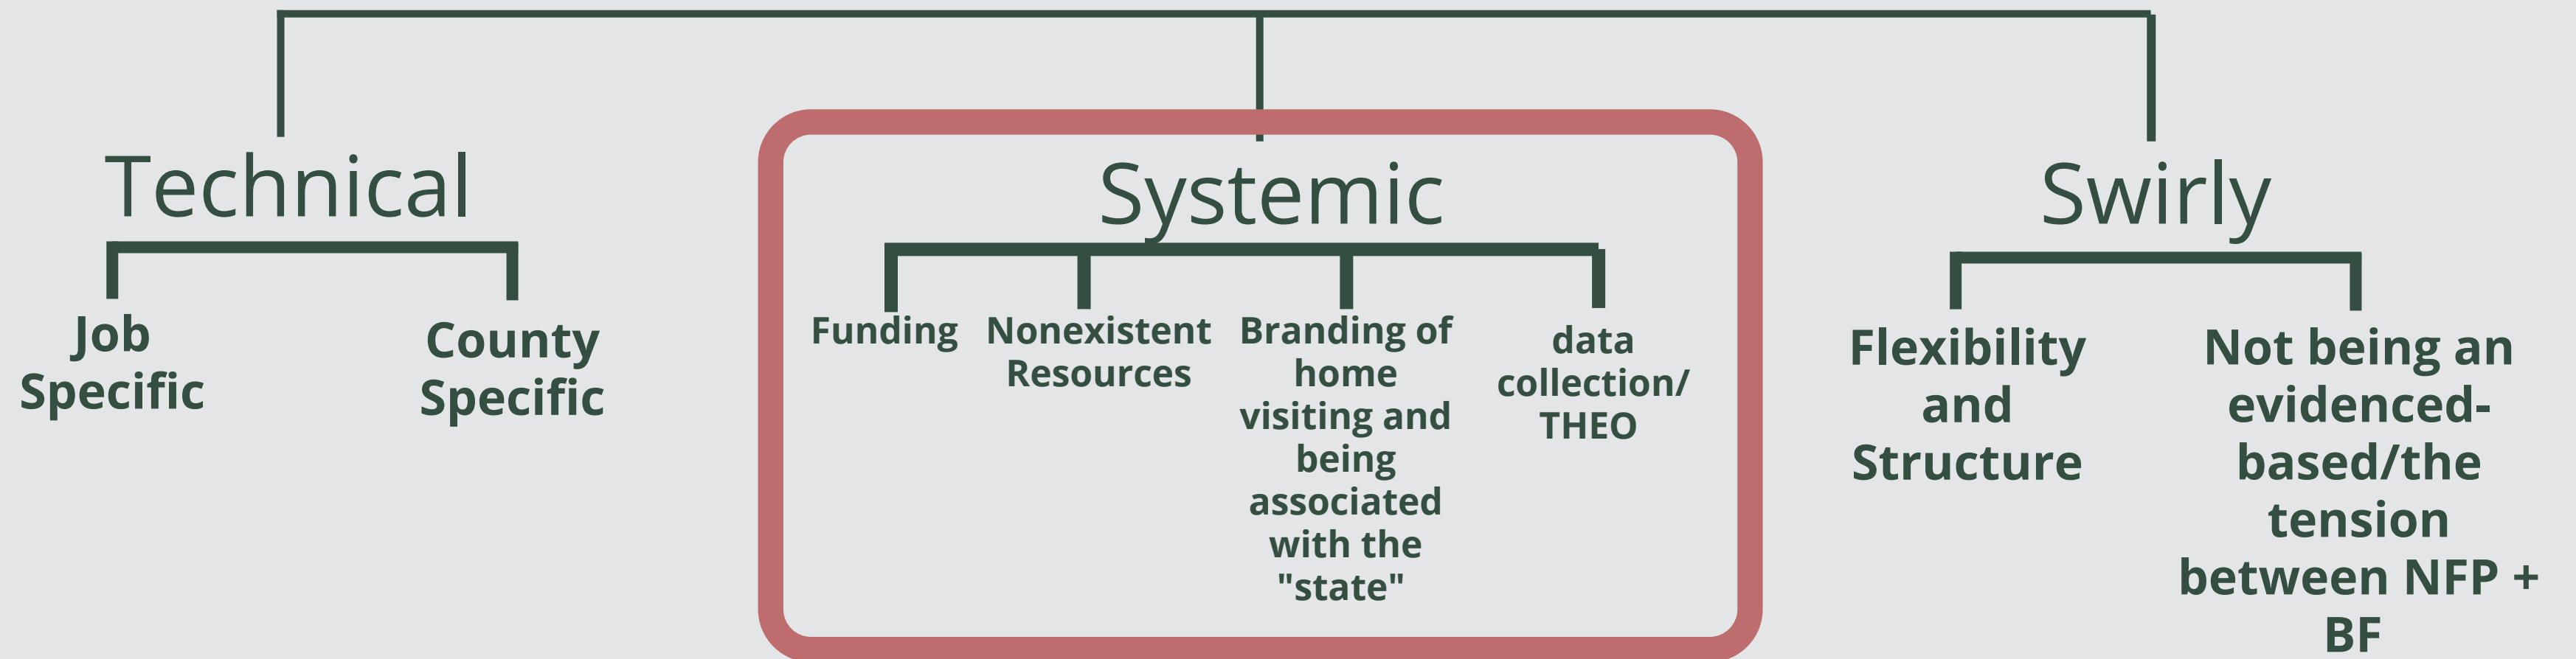 Technical
Job
Specific
County
Specific
Systemic
Funding
Nonexistent
Resources
Branding of
home
visiting and
being
associated
with the
"state"
data
collection/
THEO
Swirly
Flexibility
and
Structure
Not being an
evidenced-
based/the
tension
between NFP +
BF